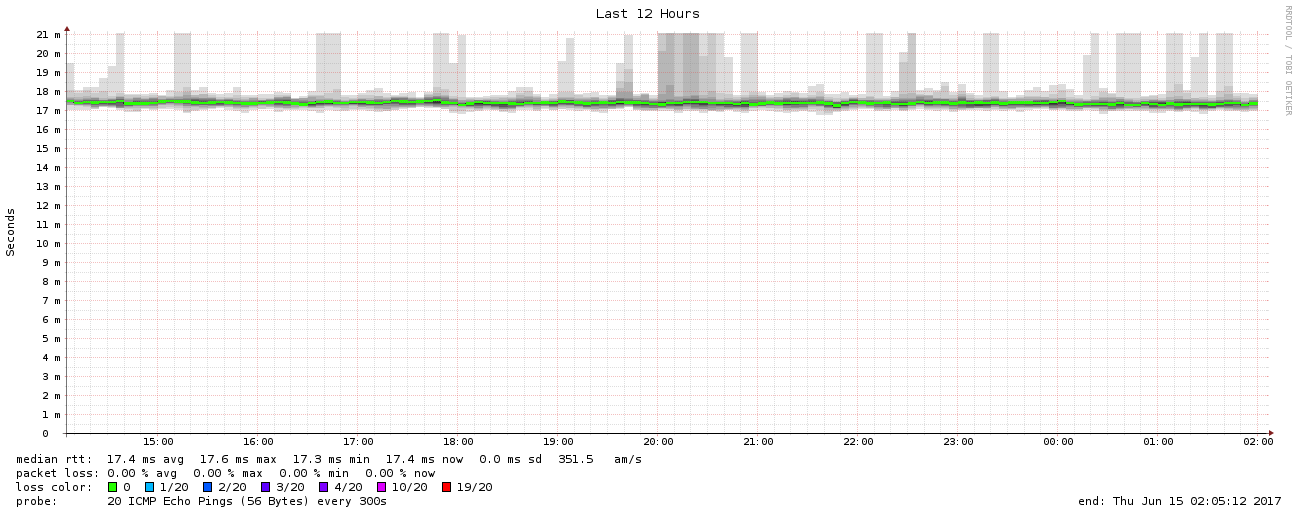 Last 12 Hours
RRDTOOL / TOBI OETIKER
Seconds
21 m
20 m
19 m
18 m
17 m
16 m
15 m
14 m
13 m
12 m
11 m
10 m
9 m
8 m
7 m
6 m
5 m
4 m
3 m
2 m
1 m
0
15:00 16:00 17:00 18:00 19:00 20:00 21:00 22:00 23:00 00:00 01:00 02:00
median rtt: 17.4 ms avg 17.6 ms max 17.3 ms min 17.4 ms now 0.0 ms sd 351.5 am/s
packet loss: 0.00 % avg 0.00 % max 0.00 % min 0.00 % now
loss color: 0 1/20 2/20 3/20 4/20 10/20 19/20
probe: 20 ICMP Echo Pings (56 Bytes) every 300s end: Thu Jun 15 02:05:12 2017